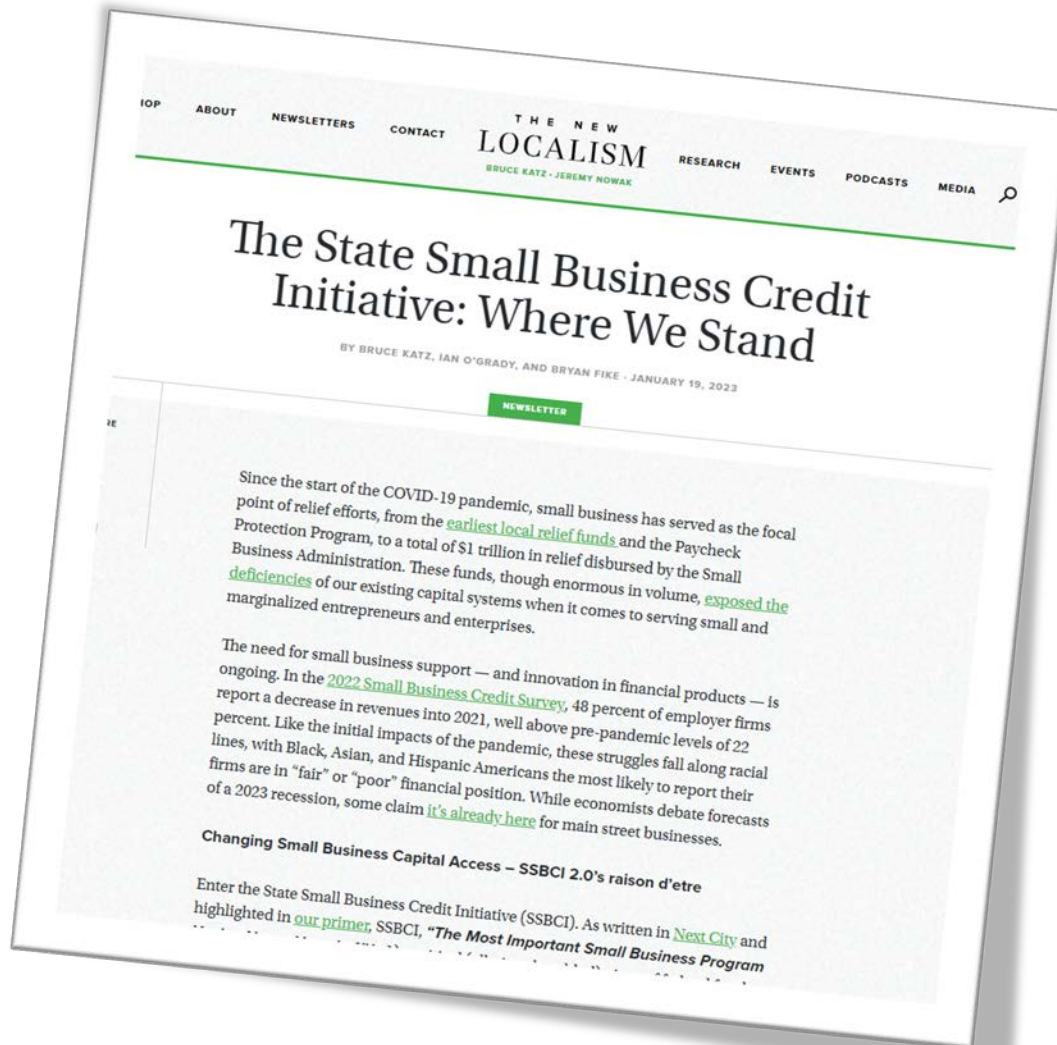 IOP ABOUT NEWSLETTERS CONTACT
THE NEW
LOCALISM
BRUCE KATZ • JEREMY NOWAK
RESEARCH EVENTS PODCASTS MEDIA
The State Small Business Credit
Initiative: Where We Stand
BY BRUCE KATZ, IAN O'GRADY, AND BRYAN FIKE · JANUARY 19, 2023
NEWSLETTER
RE
Since the start of the COVID-19 pandemic, small business has served as the focal
point of relief efforts, from the earliest local relief funds and the Paycheck
Protection Program, to a total of $1 trillion in relief disbursed by the Small
Business Administration. These funds, though enormous in volume, exposed the
deficiencies of our existing capital systems when it comes to serving small and
marginalized entrepreneurs and enterprises.
The need for small business support — and innovation in financial products — is
ongoing. In the 2022 Small Business Credit Survey, 48 percent of employer firms
report a decrease in revenues into 2021, well above pre-pandemic levels of 22
percent. Like the initial impacts of the pandemic, these struggles fall along racial
lines, with Black, Asian, and Hispanic Americans the most likely to report their
firms are in “fair” or “poor” financial position. While economists debate forecasts
of a 2023 recession, some claim it’s already here for main street businesses.
Changing Small Business Capital Access – SSBCI 2.0’s raison d’etre
Enter the State Small Business Credit Initiative (SSBCI). As written in Next City and
highlighted in our primer, SSBCI, “The Most Important Small Business Program